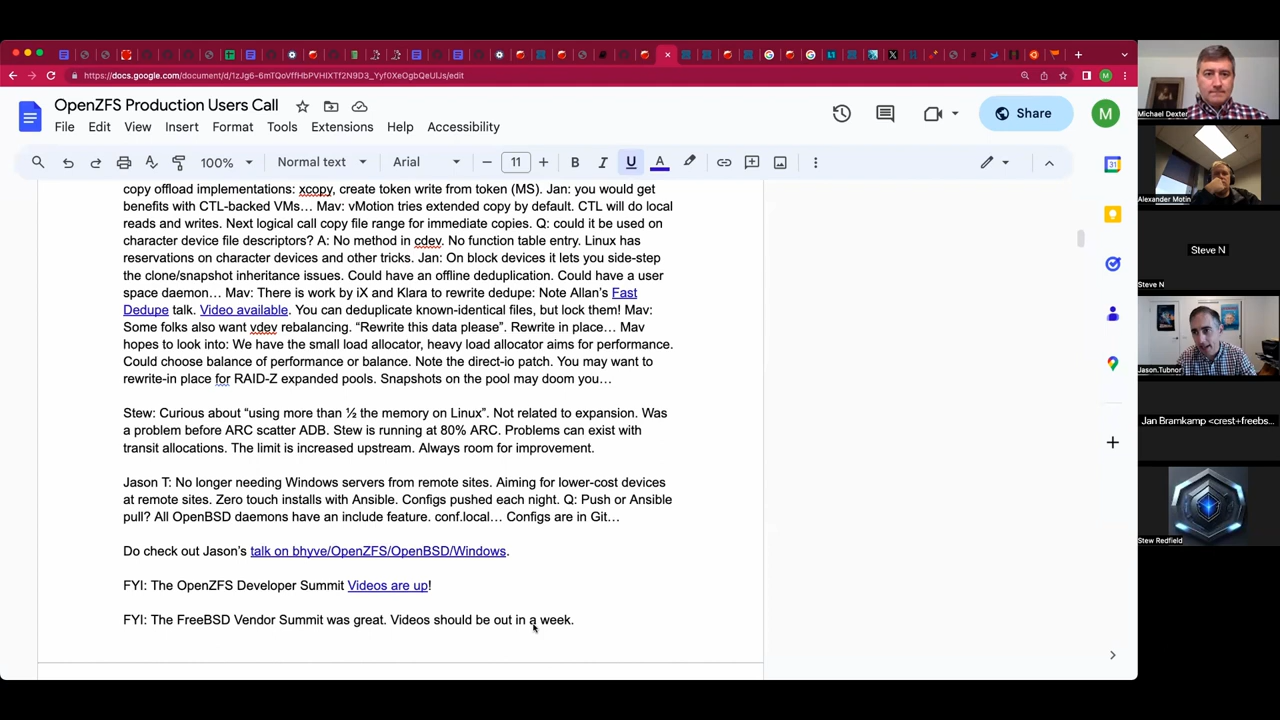 https://docs.google.com/document/d/1zJg6-6mTQoVffHbPVHIXTf2N9D3_Yyf0XeOgbQeUIJs/edit
OpenZFS Production Users Call
File Edit View Insert Format Tools Extensions Help Accessibility
Share
M
100% Normal text Arial 11 B I U A
copy offload implementations: xcopy, create token write from token (MS). Jan: you would get
benefits with CTL-backed VMs… Mav: vMotion tries extended copy by default. CTL will do local
reads and writes. Next logical call copy file range for immediate copies. Q: could it be used on
character device file descriptors? A: No method in cdev. No function table entry. Linux has
reservations on character devices and other tricks. Jan: On block devices it lets you side-step
the clone/snapshot inheritance issues. Could have an offline deduplication. Could have a user
space daemon… Mav: There is work by iX and Klara to rewrite dedupe: Note Allan's Fast
Dedupe talk. Video available. You can deduplicate known-identical files, but lock them! Mav:
Some folks also want vdev rebalancing. “Rewrite this data please”. Rewrite in place… Mav
hopes to look into: We have the small load allocator, heavy load allocator aims for performance.
Could choose balance of performance or balance. Note the direct-io patch. You may want to
rewrite-in place for RAID-Z expanded pools. Snapshots on the pool may doom you…
Stew: Curious about “using more than ½ the memory on Linux”. Not related to expansion. Was
a problem before ARC scatter ADB. Stew is running at 80% ARC. Problems can exist with
transit allocations. The limit is increased upstream. Always room for improvement.
Jason T: No longer needing Windows servers from remote sites. Aiming for lower-cost devices
at remote sites. Zero touch installs with Ansible. Configs pushed each night. Q: Push or Ansible
pull? All OpenBSD daemons have an include feature. conf.local… Configs are in Git…
Do check out Jason's talk on bhyve/OpenZFS/OpenBSD/Windows.
FYI: The OpenZFS Developer Summit Videos are up!
FYI: The FreeBSD Vendor Summit was great. Videos should be out in a week.
Michael Dexter
Alexander Motin
Steve N
Steve N
Jason.Tubnor
Jan Bramkamp <crest+freebs...
Stew Redfield